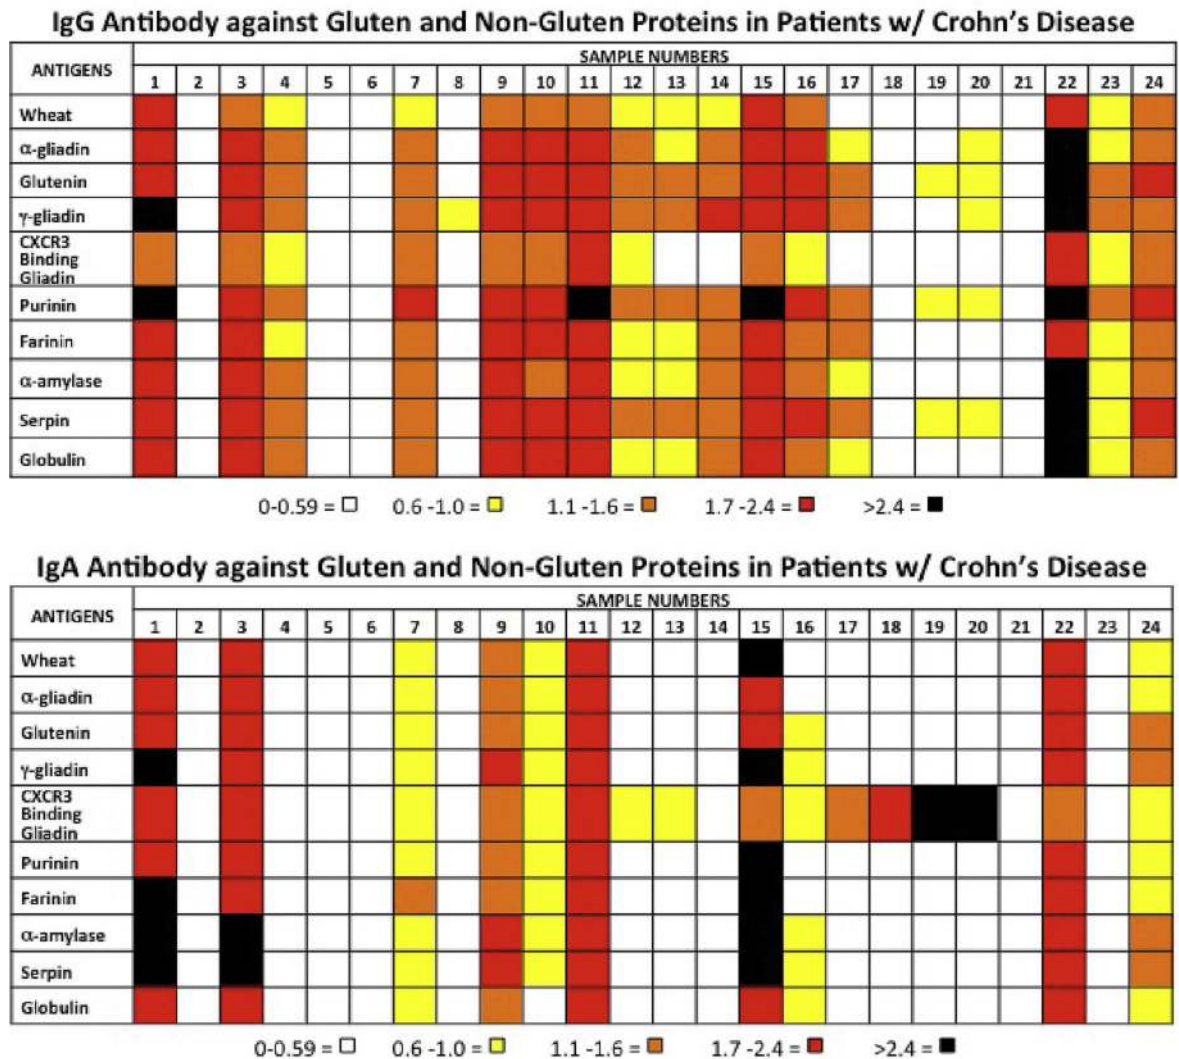 IgG Antibody against Gluten and Non-Gluten Proteins in Patients w/ Crohn's Disease
ANTIGENS
SAMPLE NUMBERS
1 2 3 4 5 6 7 8 9 10 11 12 13 14 15 16 17 18 19 20 21 22 23 24
Wheat
α-gliadin
Glutenin
γ-gliadin
CXCR3
Binding
Gliadin
Purinin
Farinin
α-amylase
Serpin
Globulin
0-0.59 = 0.6 -1.0 = 1.1 -1.6 = 1.7 -2.4 = >2.4 =
IgA Antibody against Gluten and Non-Gluten Proteins in Patients w/ Crohn's Disease
ANTIGENS
SAMPLE NUMBERS
1 2 3 4 5 6 7 8 9 10 11 12 13 14 15 16 17 18 19 20 21 22 23 24
Wheat
α-gliadin
Glutenin
γ-gliadin
CXCR3
Binding
Gliadin
Purinin
Farinin
α-amylase
Serpin
Globulin
0-0.59 = 0.6 -1.0 = 1.1 -1.6 = 1.7 -2.4 = >2.4 =